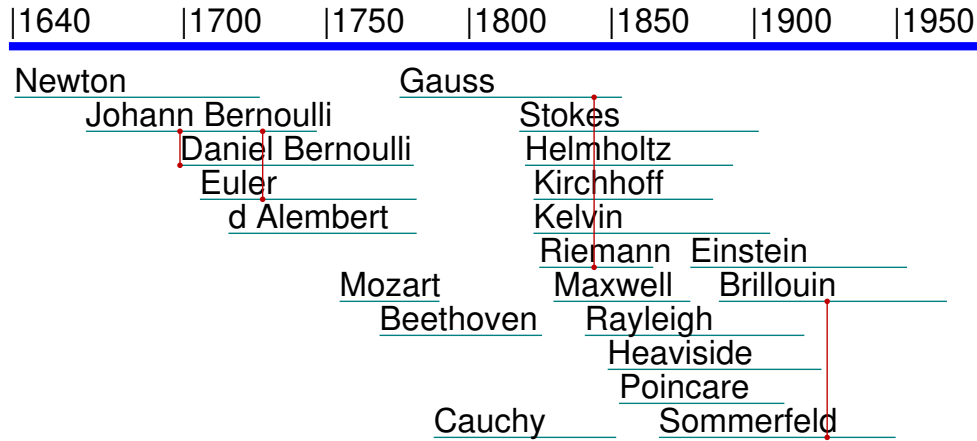 |1640 |1700 |1750 |1800 |1850 |1900 |1950
Newton Gauss
Johann Bernoulli Stokes
Daniel Bernoulli Helmholtz
Euler Kirchhoff
d Alembert Kelvin
Riemann Einstein
Mozart Maxwell Brillouin
Beethoven Rayleigh
Heaviside
Poincare
Cauchy Sommerfeld